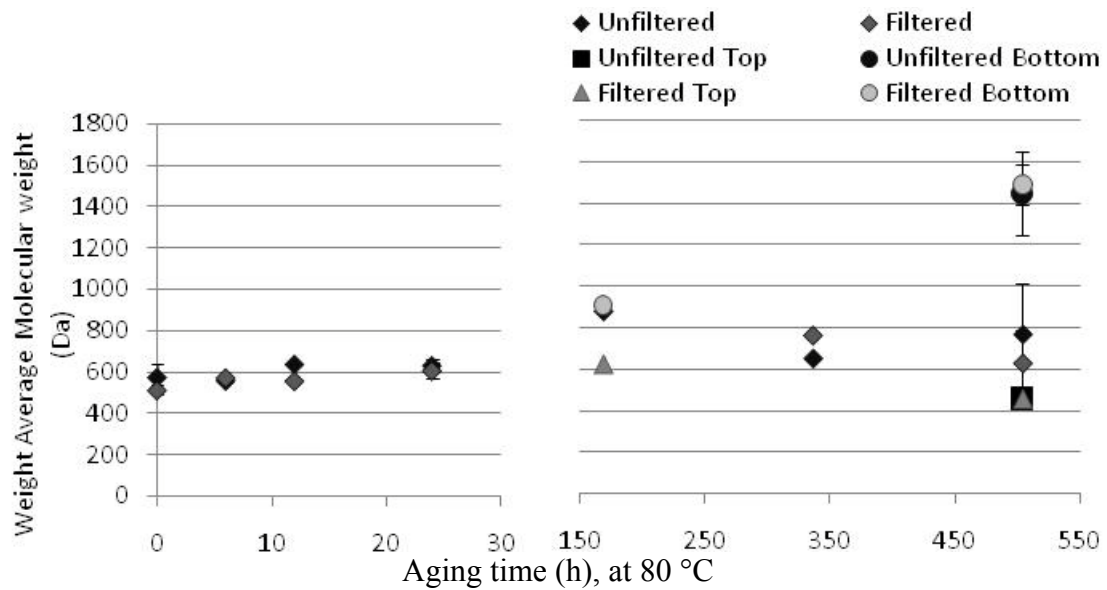 Unfiltered Filtered
Unfiltered Top Unfiltered Bottom
Filtered Top Filtered Bottom
Weight Average Molecular weight
(Da)
1800
1600
1400
1200
1000
800
600
400
200
0
0 10 20 30
150 250 350 450 550
Aging time (h), at 80 °C